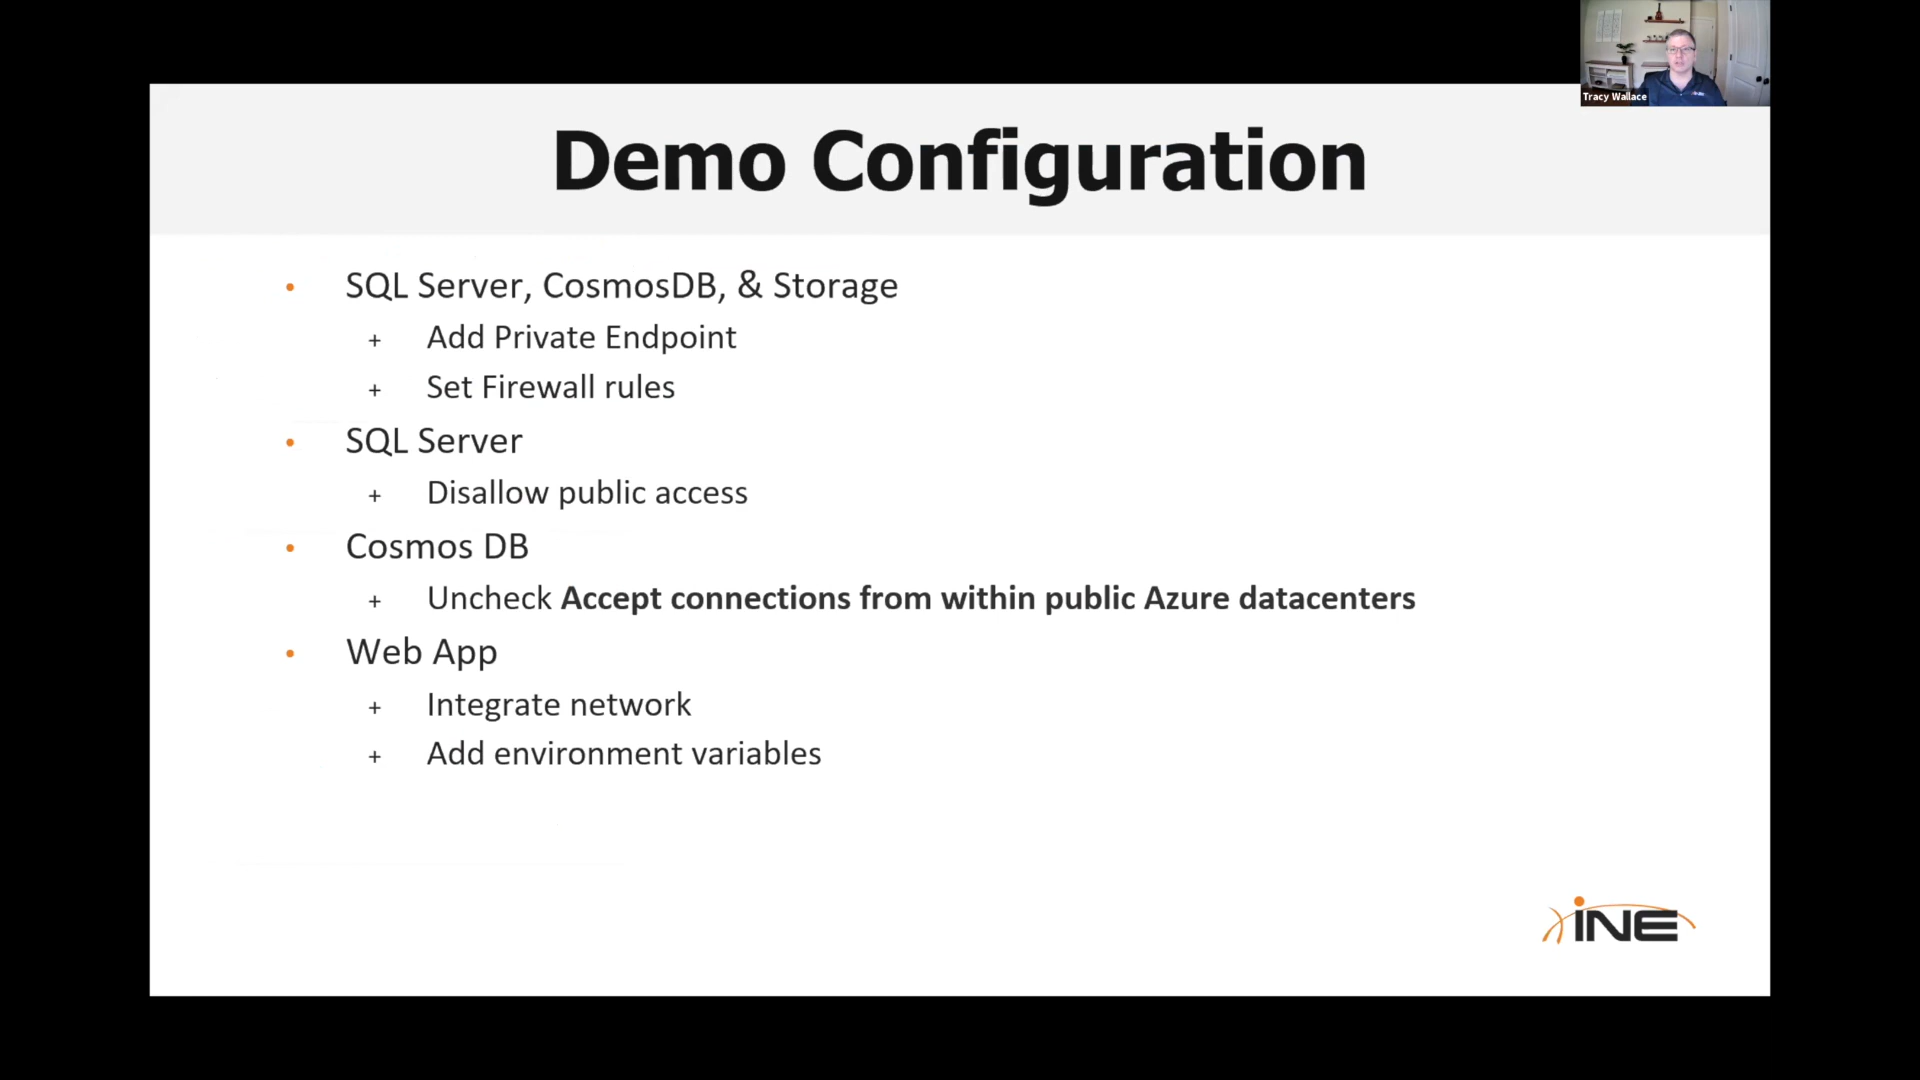 Tracy Wallace
Demo Configuration
• SQL Server, CosmosDB, & Storage
+ Add Private Endpoint
+ Set Firewall rules
• SQL Server
+ Disallow public access
• Cosmos DB
+ Uncheck Accept connections from within public Azure datacenters
• Web App
+ Integrate network
+ Add environment variables
iNE